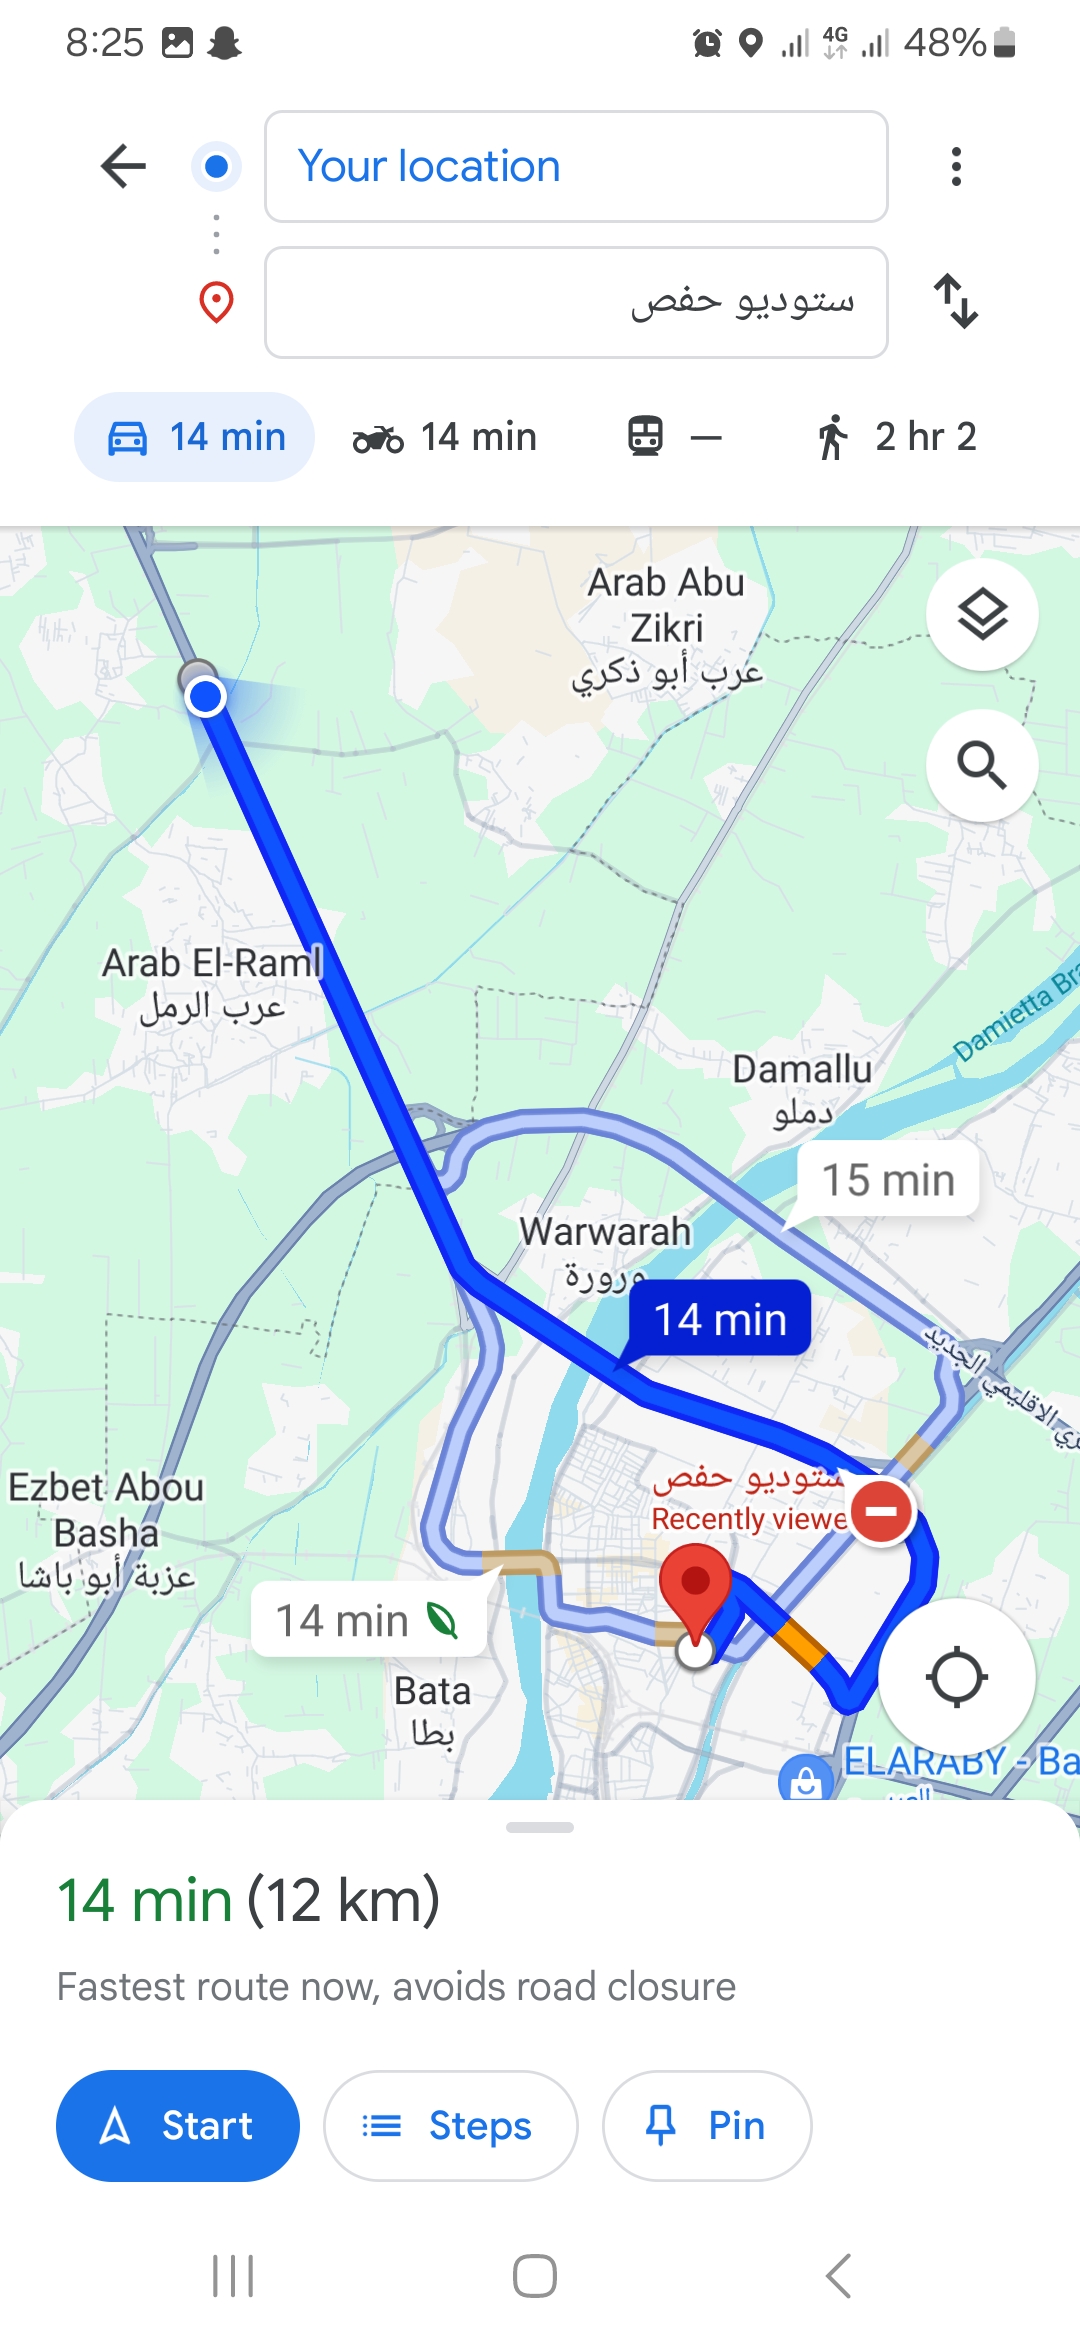 8:25
4G
48%
Your location
ستوديو حفص
14 min
14 min
—
2 hr 2
Arab Abu
Zikri
عرب أبو ذكري
Arab El-Raml
عرب الرمل
Damietta
Damallu
دملو
15 min
Warwarah
ورورة
14 min
الاقليمي الجديد
ستوديو حفص
Recently viewe
Ezbet Abou
Basha
عزبة أبو باشا
14 min
Bata
بطا
ELARABY - Ba
14 min (12 km)
Fastest route now, avoids road closure
Start
Steps
Pin